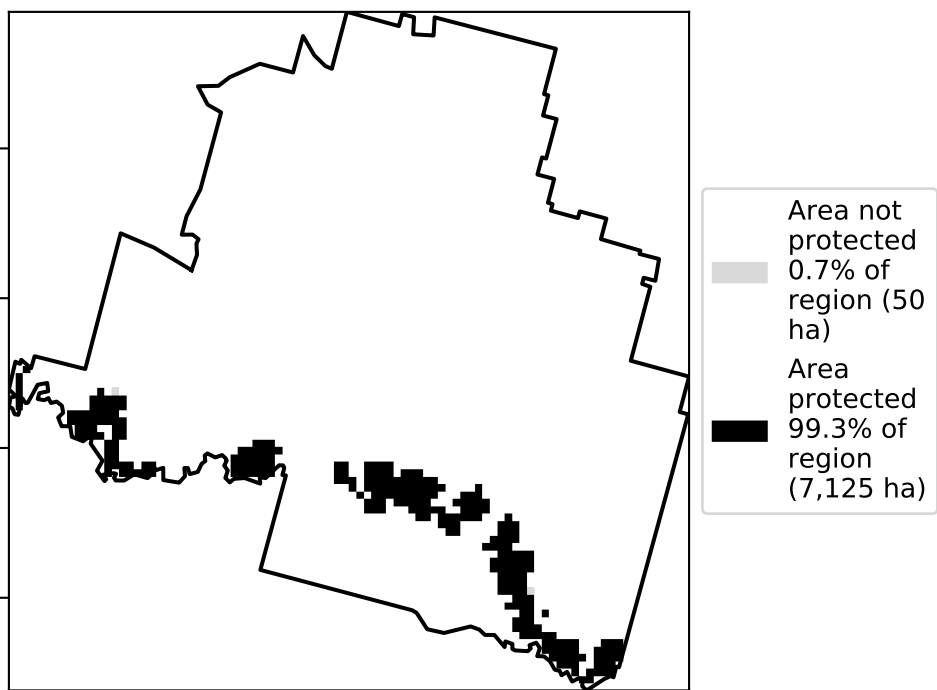 Area not
protected
0.7% of
region (50
ha)
Area
protected
99.3% of
region
(7,125 ha)